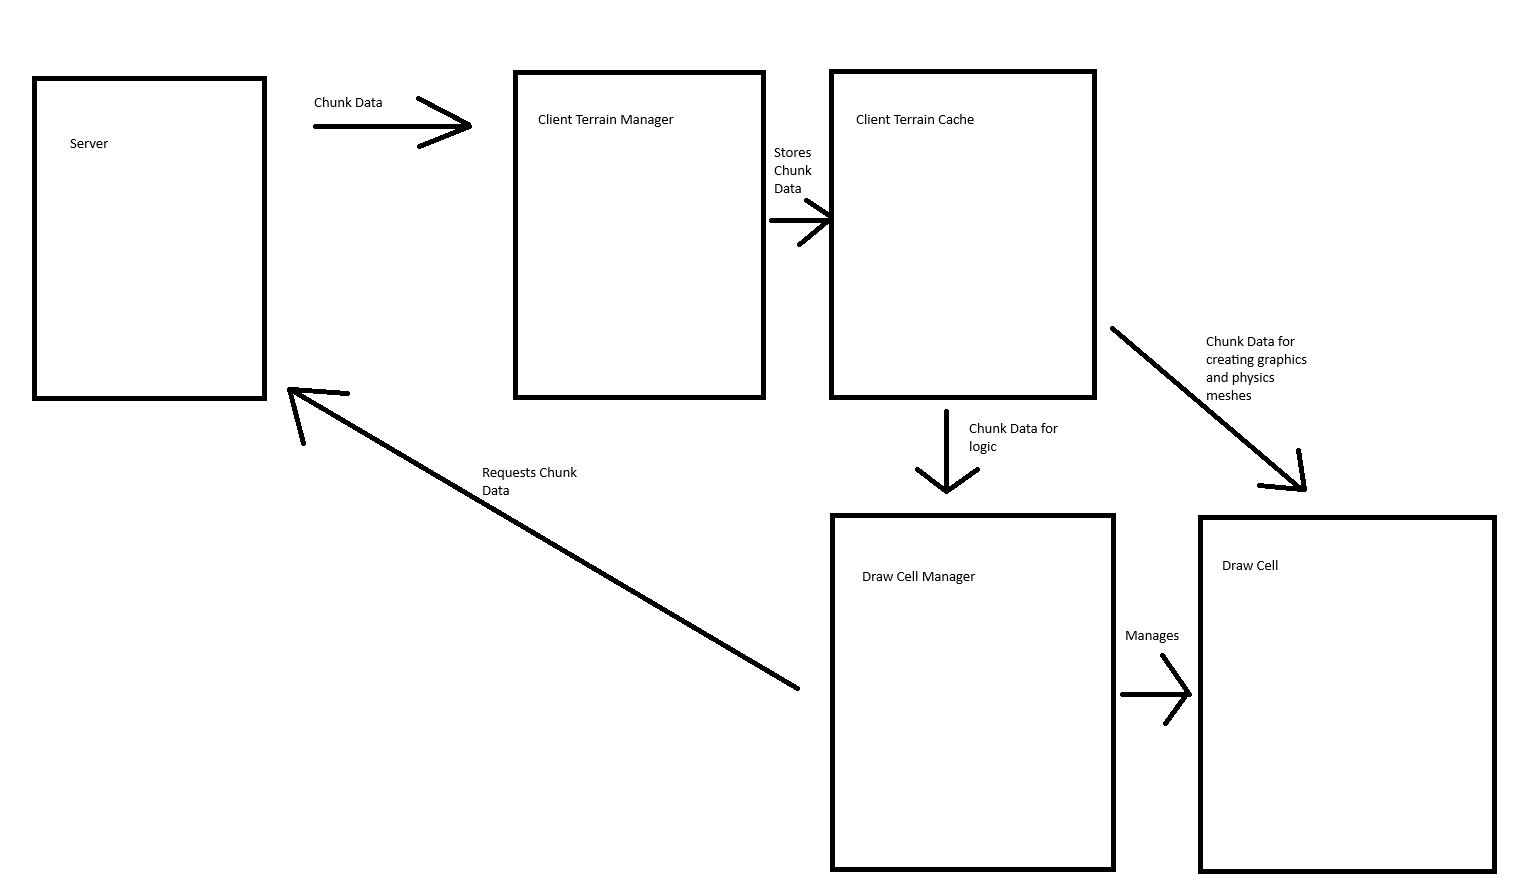 Server
Chunk Data
Client Terrain Manager
Stores
Chunk
Data
Client Terrain Cache
Chunk Data for
creating graphics
and physics
meshes
Chunk Data for
logic
Requests Chunk
Data
Draw Cell Manager
Manages
Draw Cell